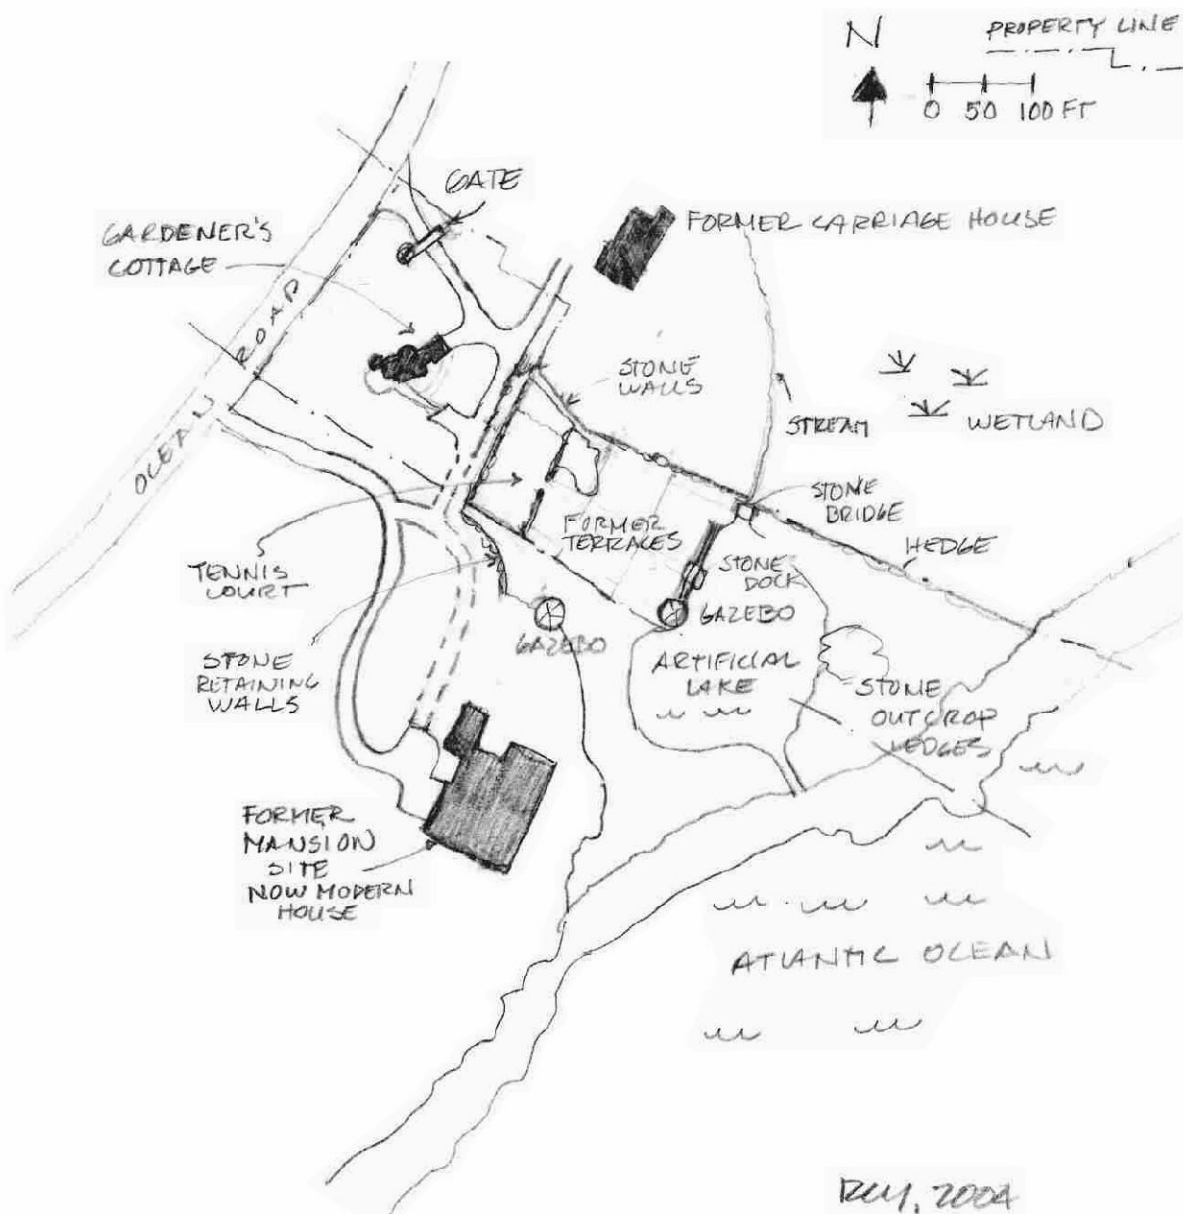 N
PROPERTY LINE
0 50 100 FT
GATE
GARDENER'S
COTTAGE
FORMER CARRIAGE HOUSE
OCEAN ROAD
STONE
WALLS
STREAM
WETLAND
STONE
BRIDGE
HEDGE
FORMER
TERRACES
STONE
DOCK
TENNIS
COURT
GAZEBO
GAZEBO
ARTIFICIAL
LAKE
STONE
RETAINING
WALLS
STONE
OUTCROP
LEDGES
FORMER
MANSION
SITE
NOW MODERN
HOUSE
ATLANTIC OCEAN
2004